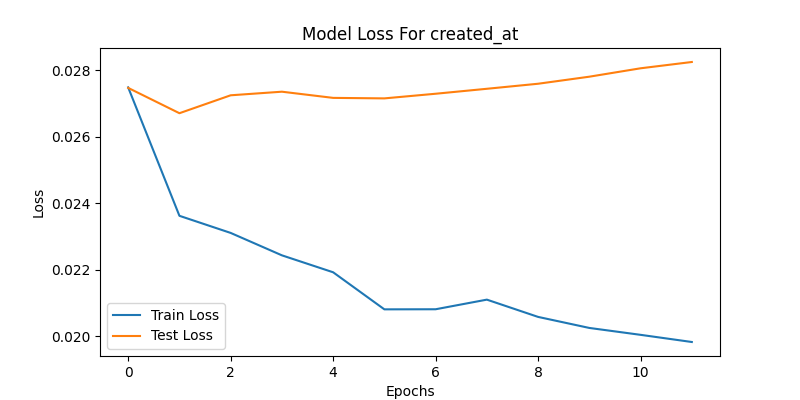 Model Loss For created_at
0.028
0.026
0.024
0.022
0.020
Loss
Train Loss
Test Loss
0 2 4 6 8 10
Epochs